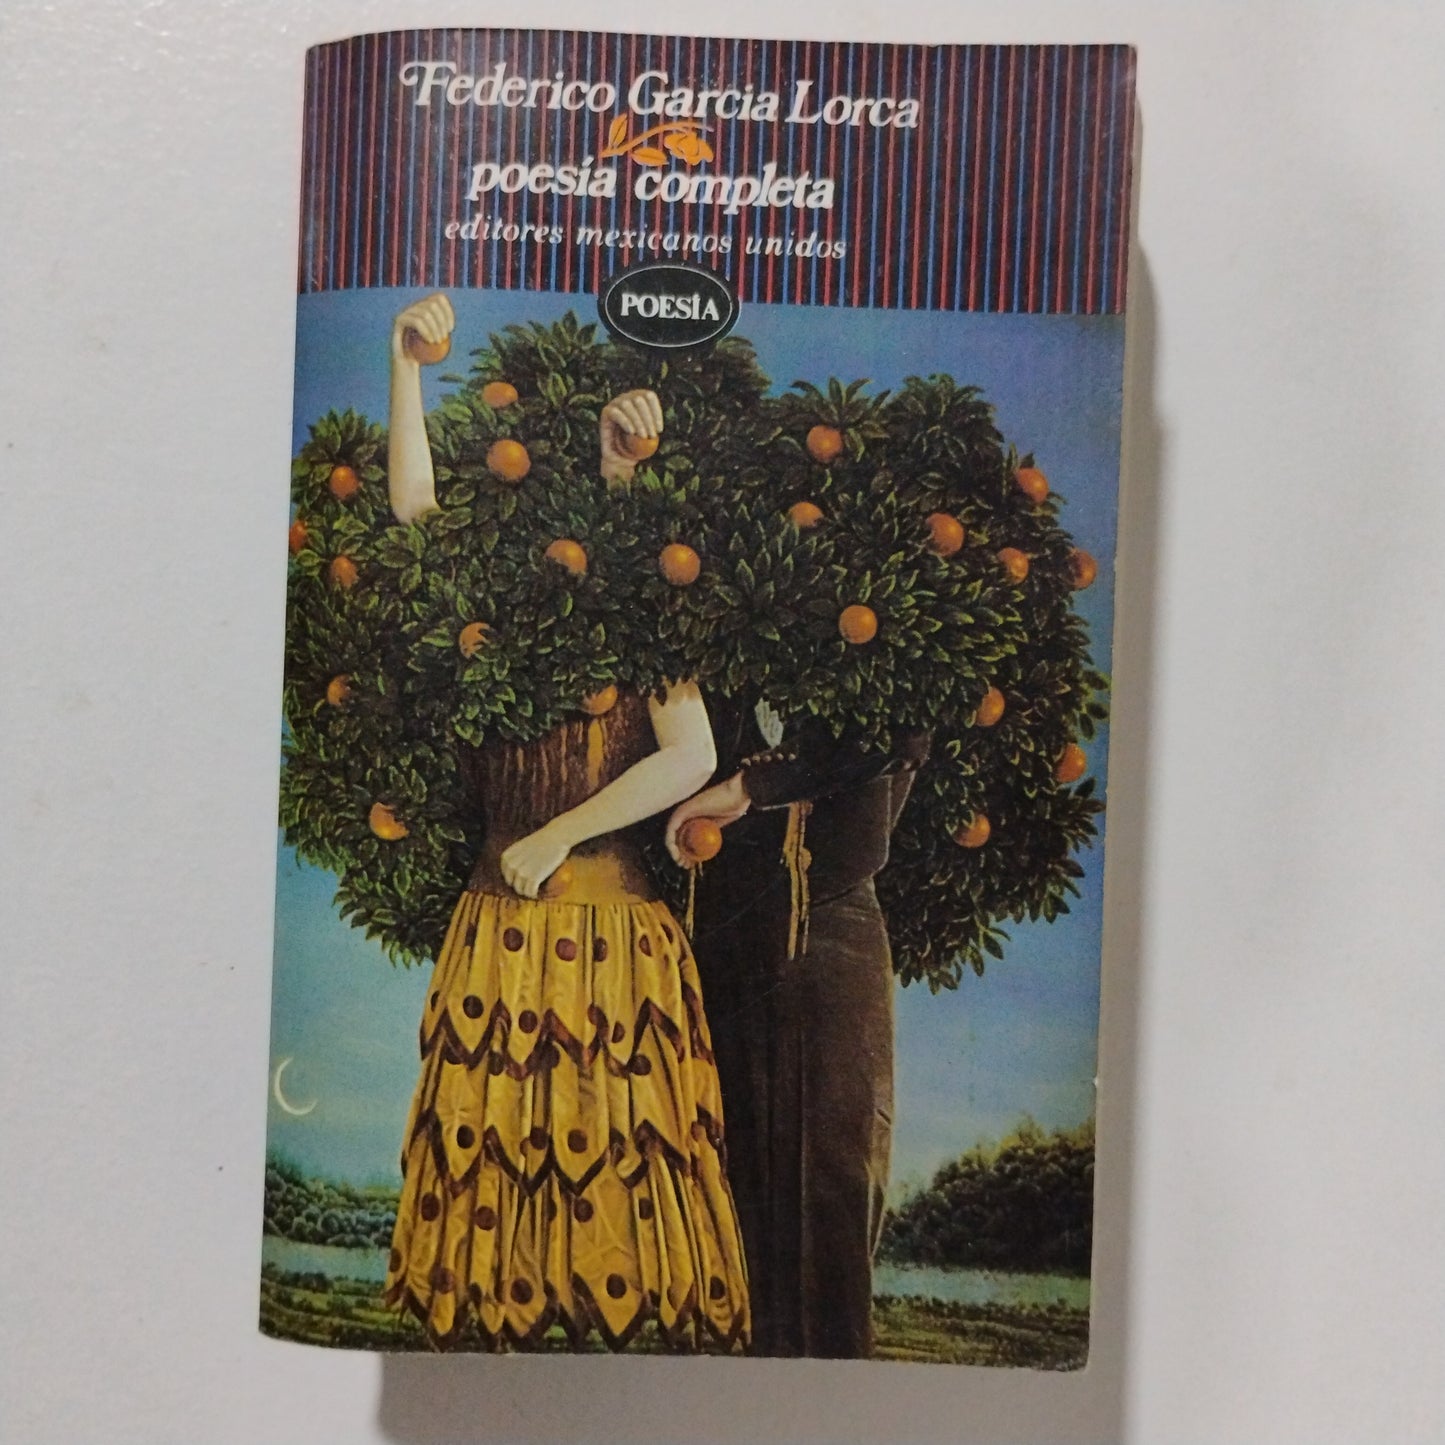 Federico Garcia Lorca
poesía completa
editores mexicanos unidos
POESÍA